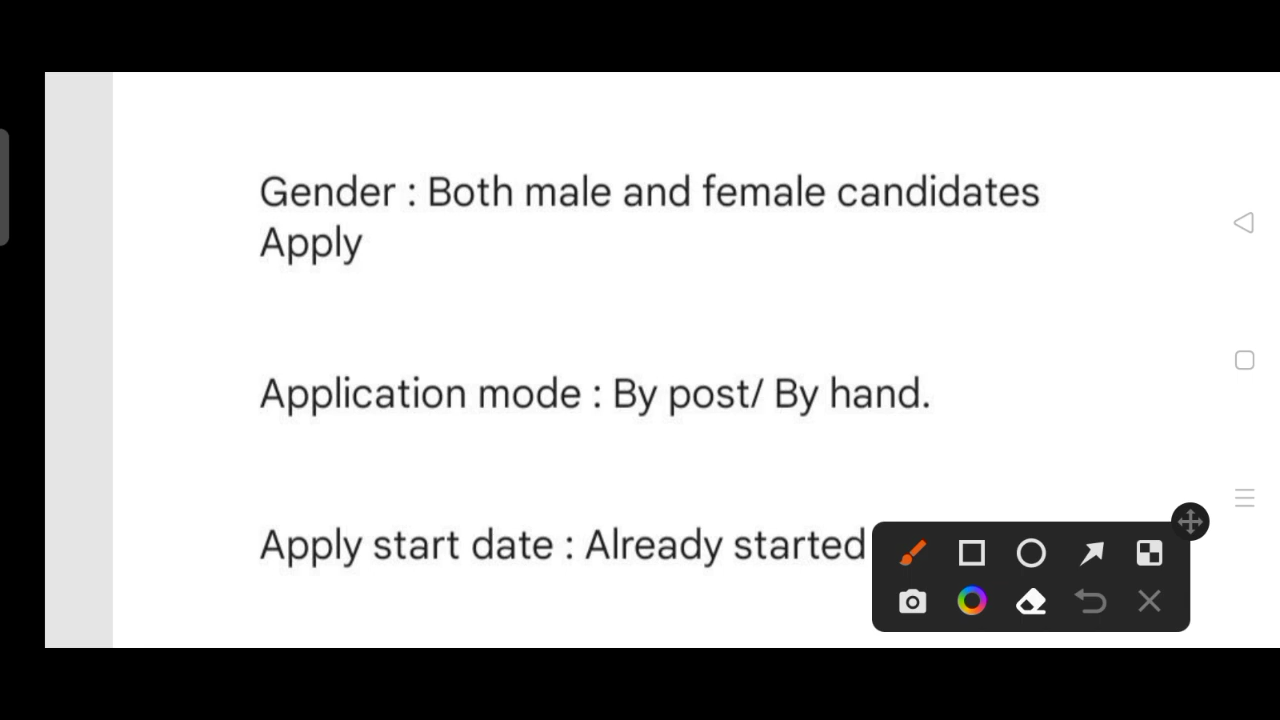 Gender : Both male and female candidates
Apply
Application mode : By post/ By hand.
Apply start date : Already started